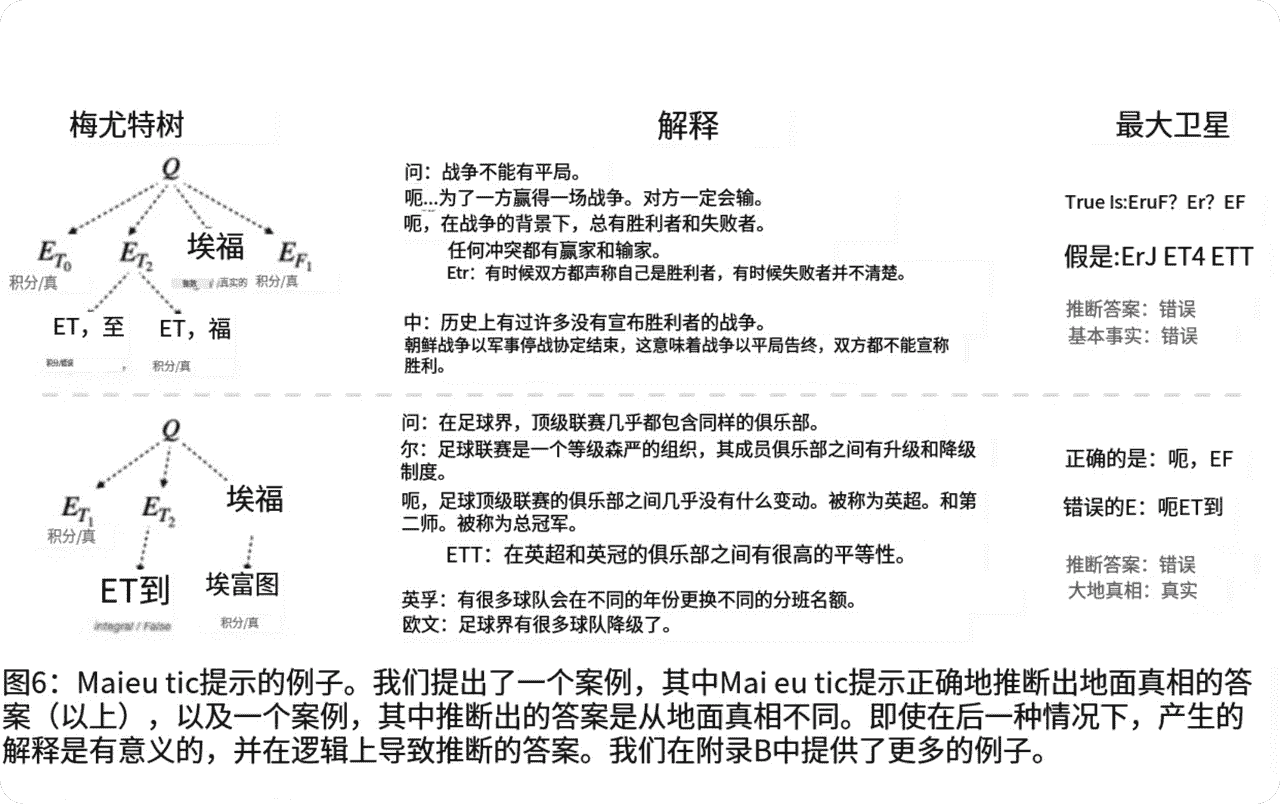 梅尤特树
解释
最大卫星
Q
E_{T_0} E_{T_2} 埃福 E_{F_1}
积分/真
真实的 积分/真
ET，至 ET，福
积分/真
问：战争不能有平局。
呃...为了一方赢得一场战争。对方一定会输。
呃，在战争的背景下，总有胜利者和失败者。
任何冲突都有赢家和输家。
Etr：有时候双方都声称自己是胜利者，有时候失败者并不清楚。
中：历史上有过许多没有宣布胜利者的战争。
朝鲜战争以军事停战协定结束，这意味着战争以平局告终，双方都不能宣称
胜利。
True Is:EruF？Er？EF
假是:ErJ ET4 ETT
推断答案：错误
基本事实：错误
Q
E_{T_1} E_{T_2} 埃福
积分/真
ET到 埃富图
integral / False 积分/真
问：在足球界，顶级联赛几乎都包含同样的俱乐部。
尔：足球联赛是一个等级森严的组织，其成员俱乐部之间有升级和降级
制度。
呃，足球顶级联赛的俱乐部之间几乎没有什么变动。被称为英超。和第
二师。被称为总冠军。
ETT：在英超和英冠的俱乐部之间有很高的平等性。
英孚：有很多球队会在不同的年份更换不同的分班名额。
欧文：足球界有很多球队降级了。
正确的是：呃，EF
错误的E：呃ET到
推断答案：错误
大地真相：真实
图6：Maieu tic提示的例子。我们提出了一个案例，其中Mai eu tic提示正确地推断出地面真相的答
案（以上），以及一个案例，其中推断出的答案是从地面真相不同。即使在后一种情况下，产生的
解释是有意义的，并在逻辑上导致推断的答案。我们在附录B中提供了更多的例子。